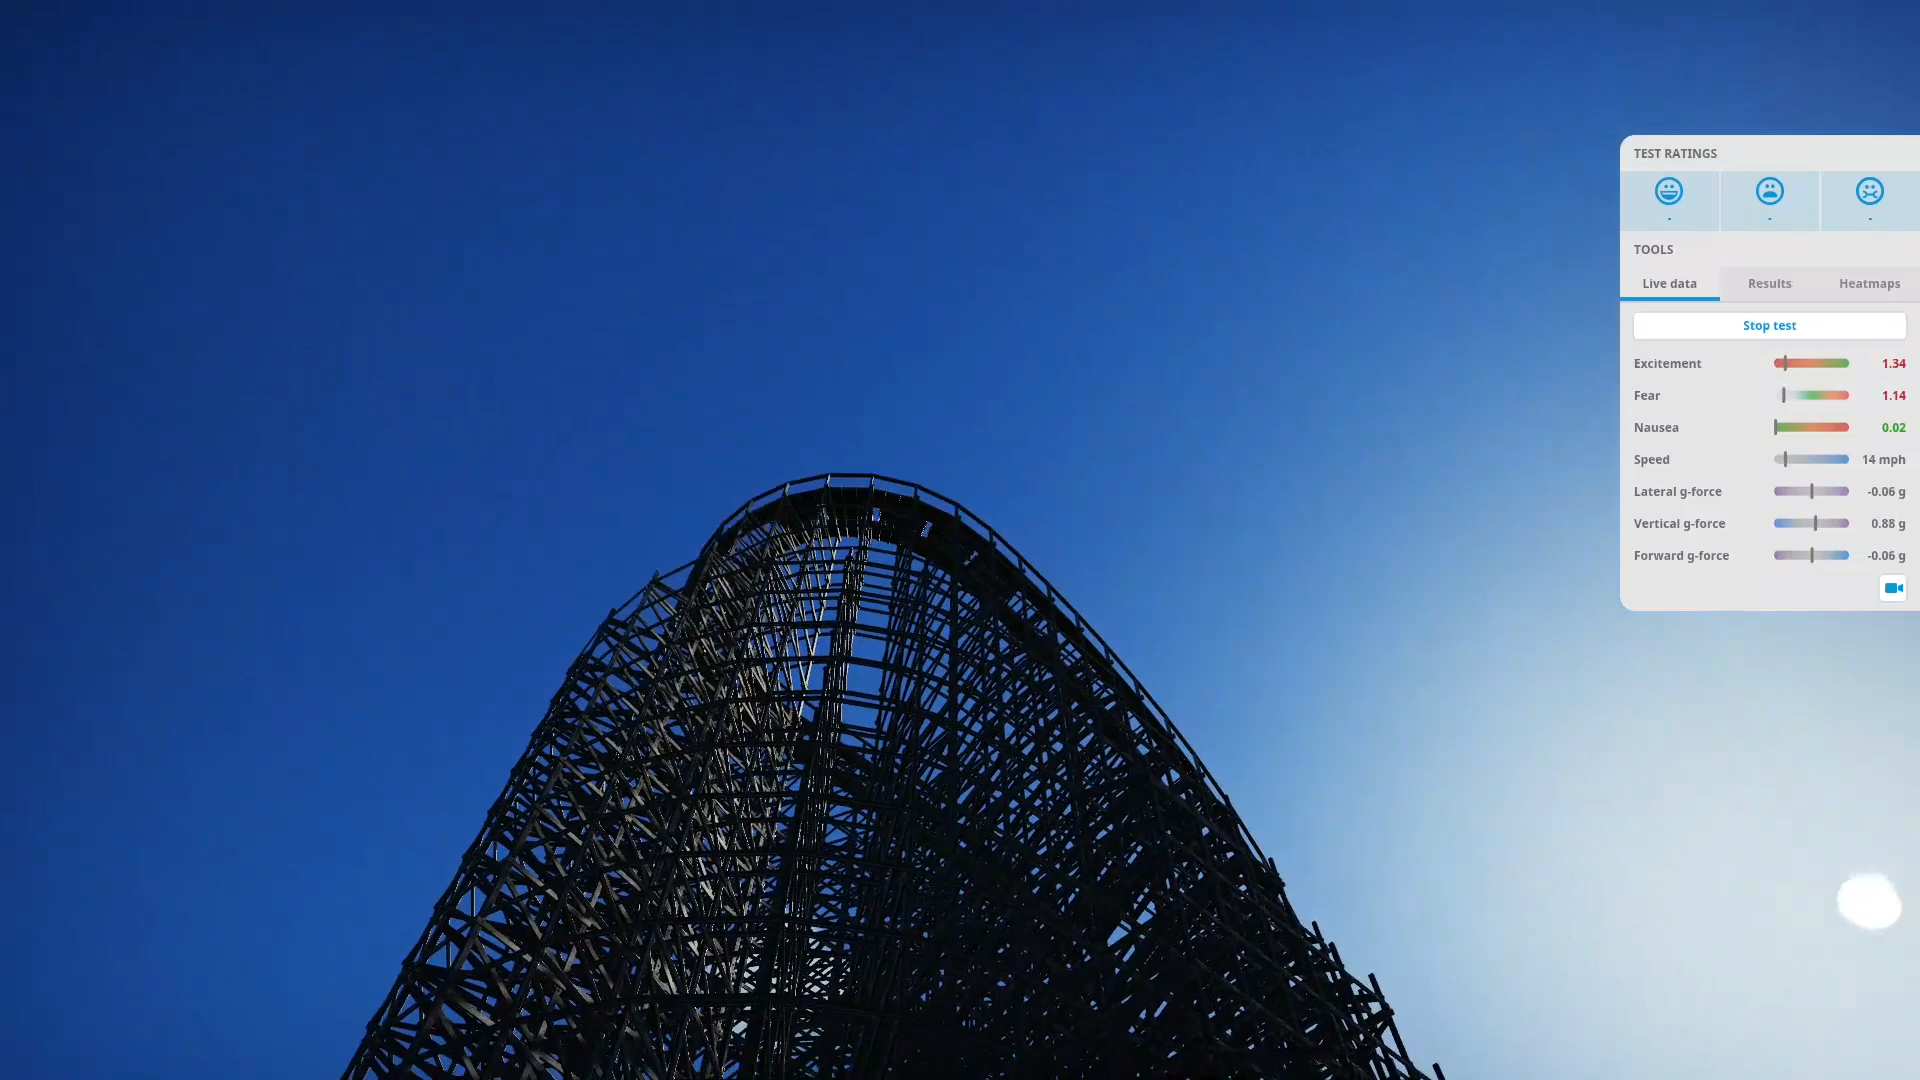 TEST RATINGS
- - -
TOOLS
Live data Results Heatmaps
Stop test
Excitement 1.34
Fear 1.14
Nausea 0.02
Speed 14 mph
Lateral g-force -0.06 g
Vertical g-force 0.88 g
Forward g-force -0.06 g